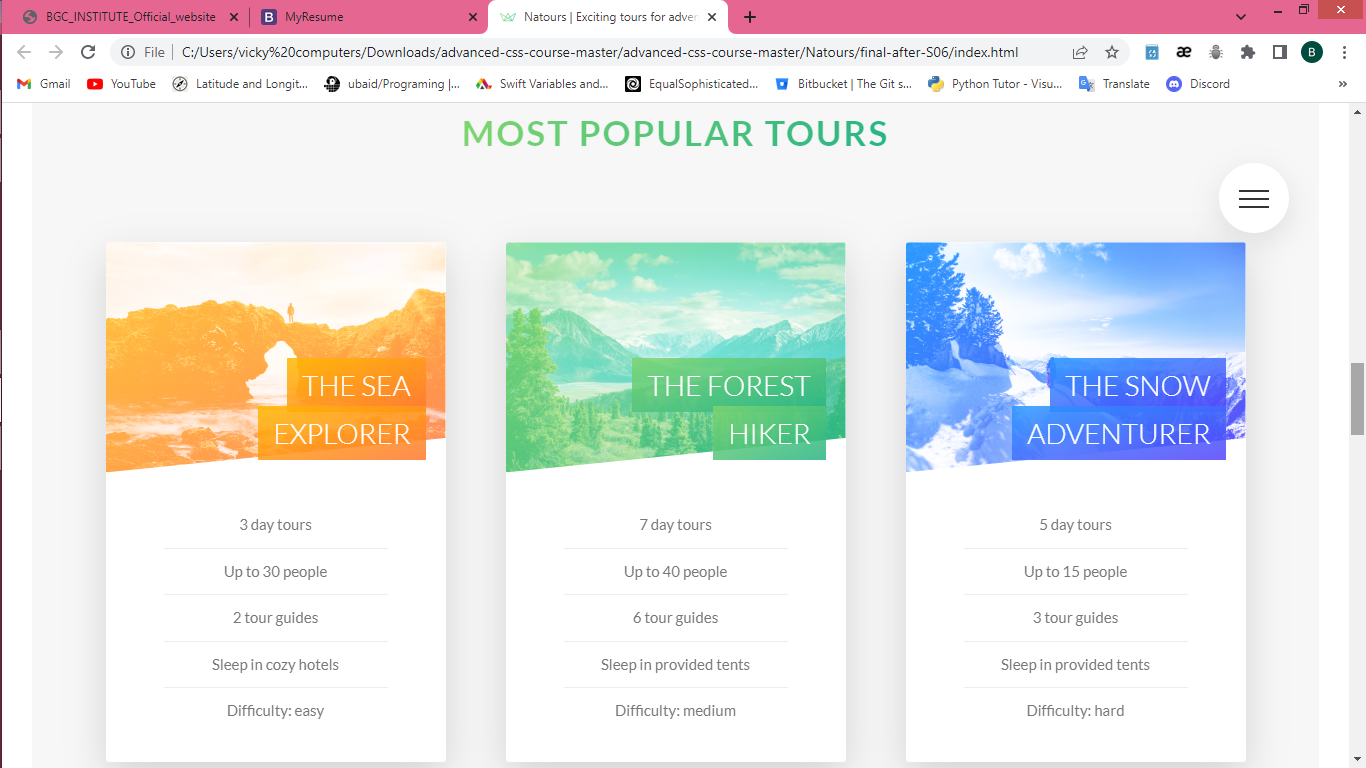 BGC_INSTITUTE_Official_website
MyResume
Natours | Exciting tours for adver
File
C:/Users/vicky%20computers/Downloads/advanced-css-course-master/advanced-css-course-master/Natours/final-after-S06/index.html
æ
B
Gmail
YouTube
Latitude and Longit...
ubaid/Programing |...
Swift Variables and...
EqualSophisticated...
Bitbucket | The Git s...
Python Tutor - Visu...
Translate
Discord
»
MOST POPULAR TOURS
THE SEA
EXPLORER
3 day tours
Up to 30 people
2 tour guides
Sleep in cozy hotels
Difficulty: easy
THE FOREST
HIKER
7 day tours
Up to 40 people
6 tour guides
Sleep in provided tents
Difficulty: medium
THE SNOW
ADVENTURER
5 day tours
Up to 15 people
3 tour guides
Sleep in provided tents
Difficulty: hard